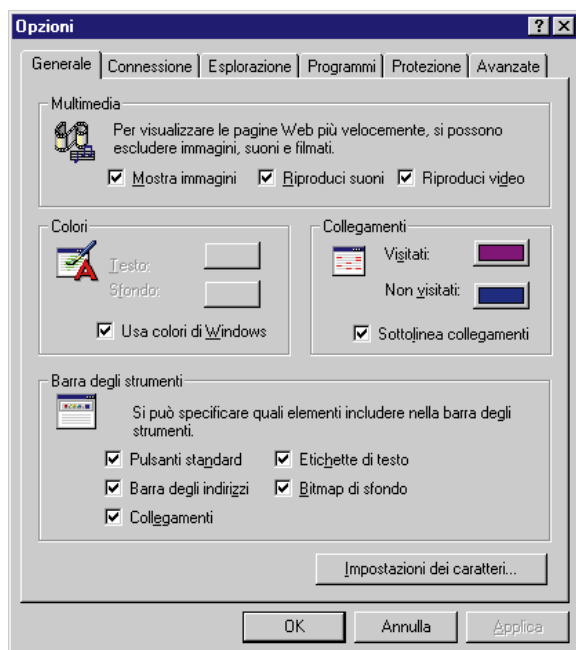 Opzioni
Generale Connessione Esplorazione Programmi Protezione Avanzate
Multimedia
Per visualizzare le pagine Web più velocemente, si possono
escludere immagini, suoni e filmati.
Mostra immagini Riproduci suoni Riproduci video
Colori
Testo:
Sfondo:
Usa colori di Windows
Collegamenti
Visitati:
Non visitati:
Sottolinea collegamenti
Barra degli strumenti
Si può specificare quali elementi includere nella barra degli
strumenti.
Pulsanti standard Etichette di testo
Barra degli indirizzi Bitmap di sfondo
Collegamenti
Impostazioni dei caratteri...
OK Annulla Applica